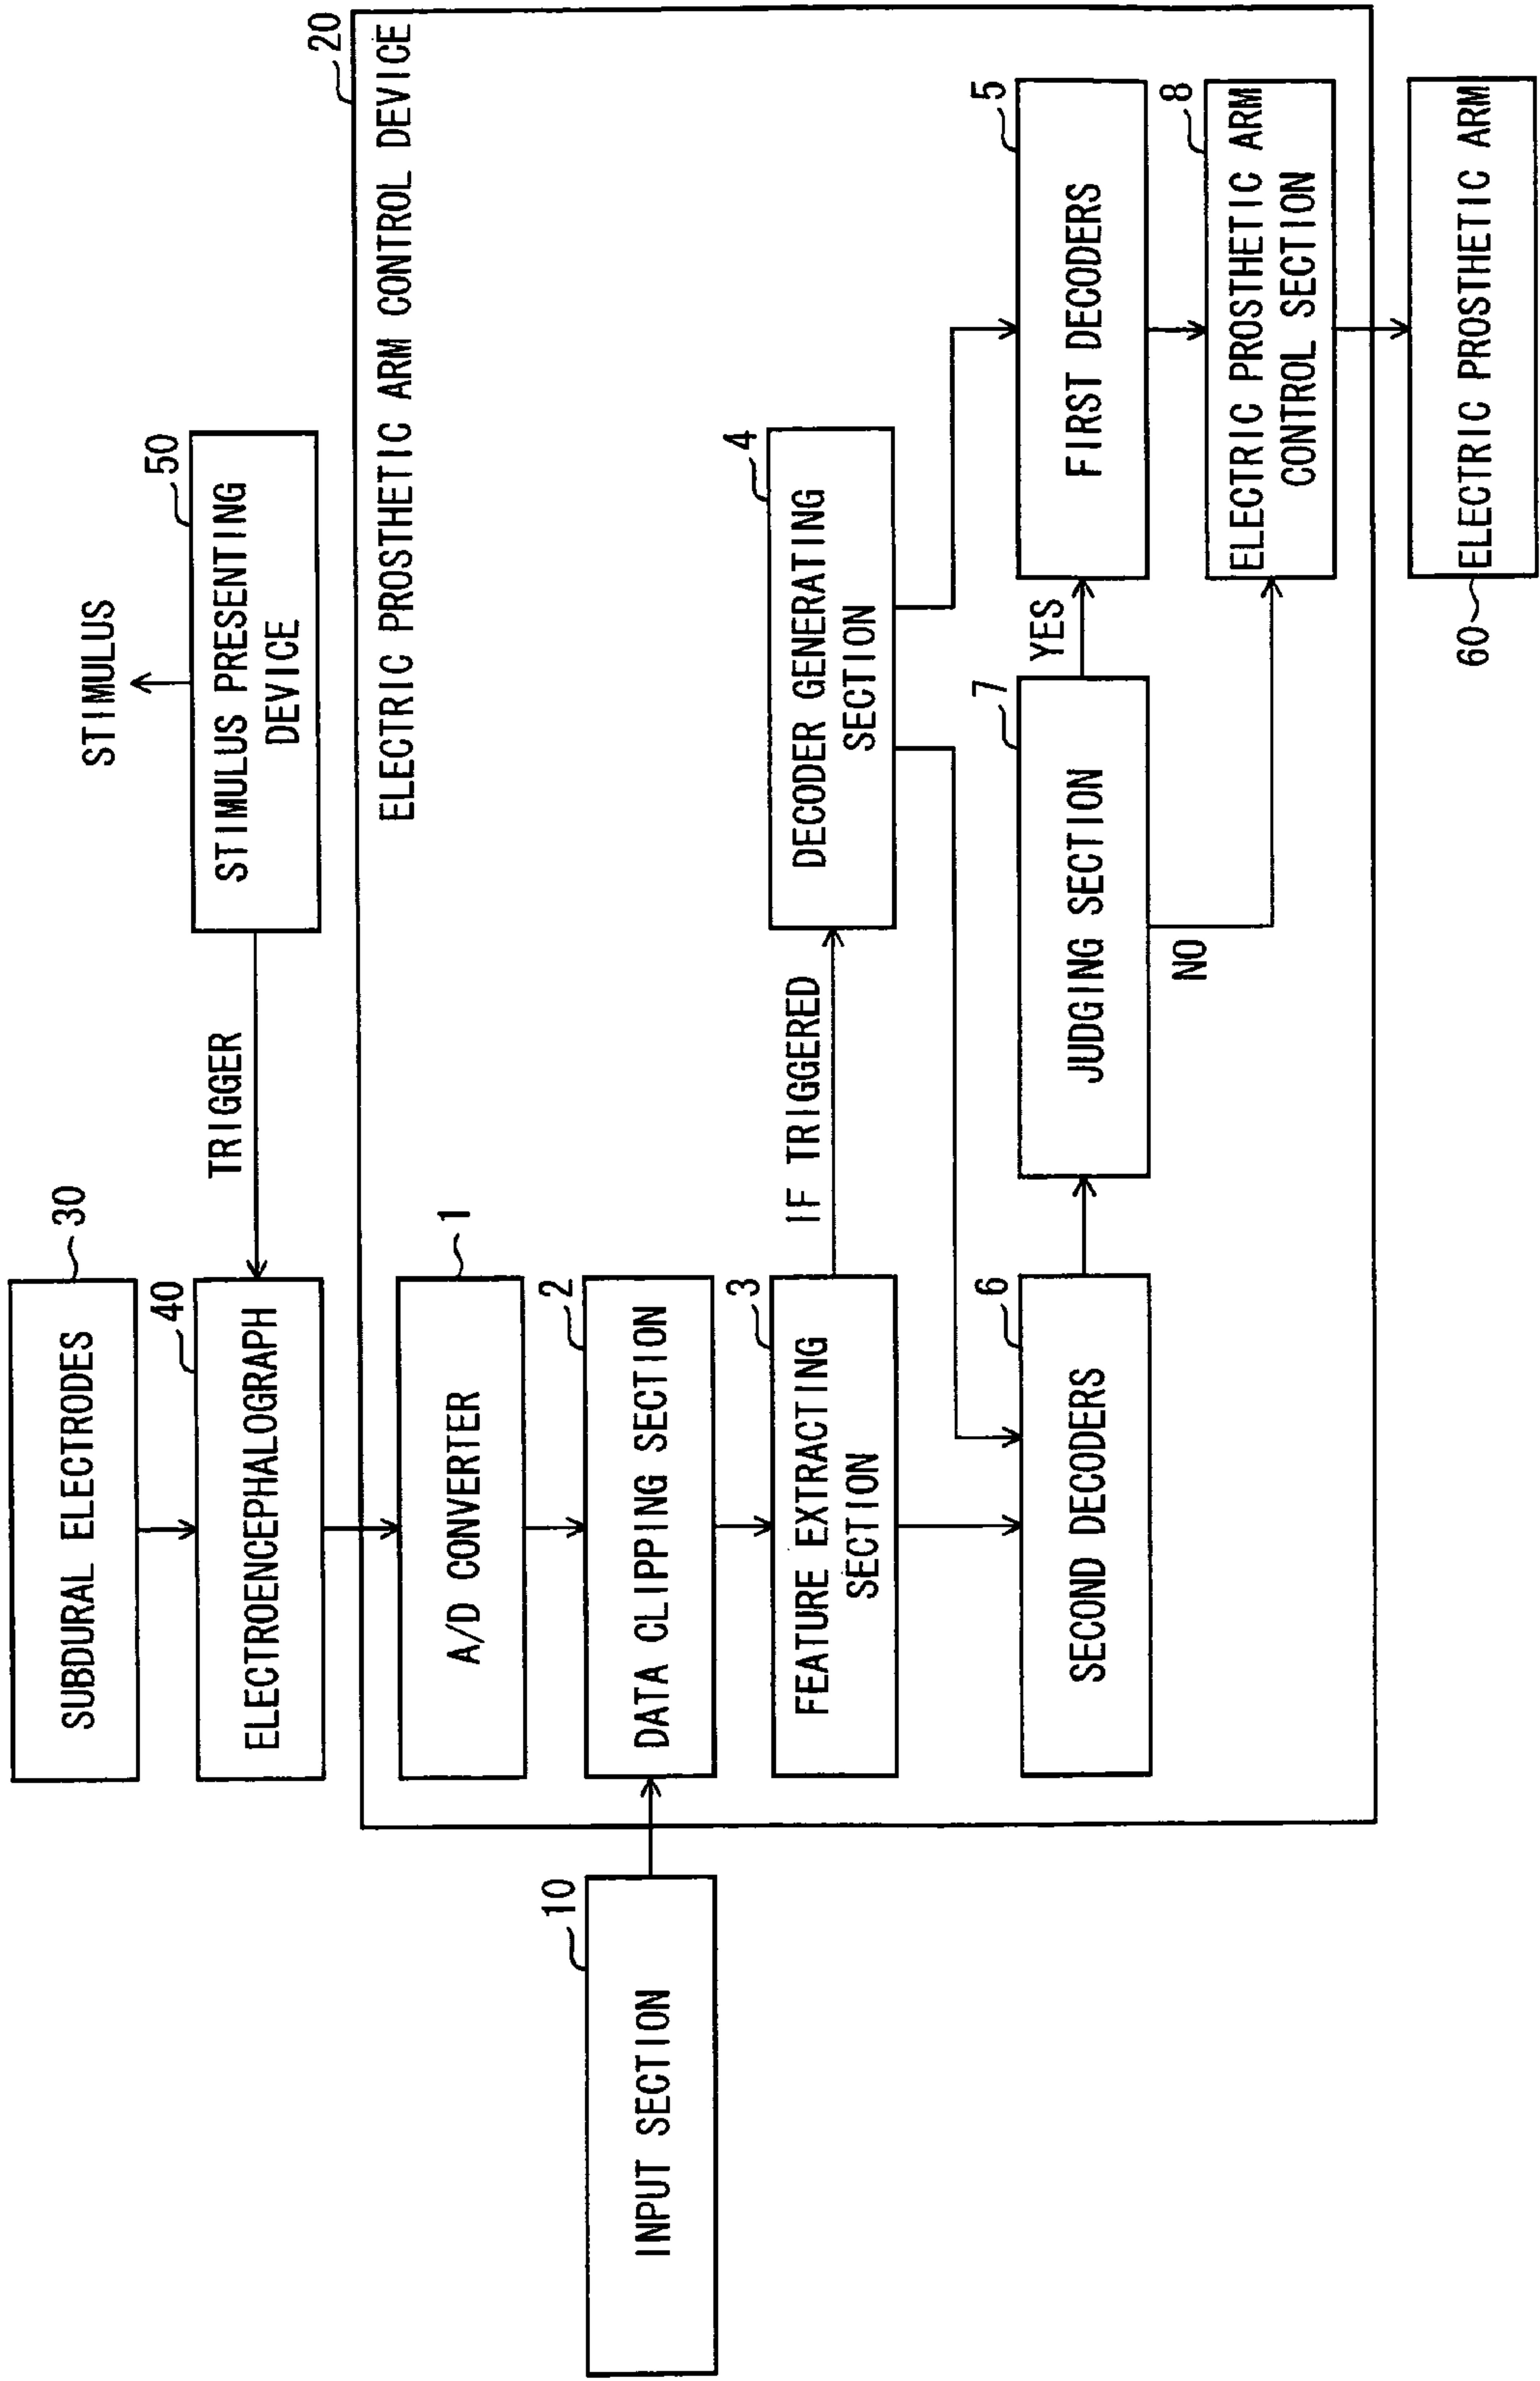 SUBDURAL ELECTRODES
30
STIMULUS
ELECTROENCEPHALOGRAPH
40
TRIGGER
STIMULUS PRESENTING
DEVICE
50
20
ELECTRIC PROSTHETIC ARM CONTROL DEVICE
A/D CONVERTER
1
INPUT SECTION
10
DATA CLIPPING SECTION
2
FEATURE EXTRACTING
SECTION
3
IF TRIGGERED
DECODER GENERATING
SECTION
4
SECOND DECODERS
6
JUDGING SECTION
7
YES
NO
FIRST DECODERS
5
ELECTRIC PROSTHETIC ARM
CONTROL SECTION
8
ELECTRIC PROSTHETIC ARM
60